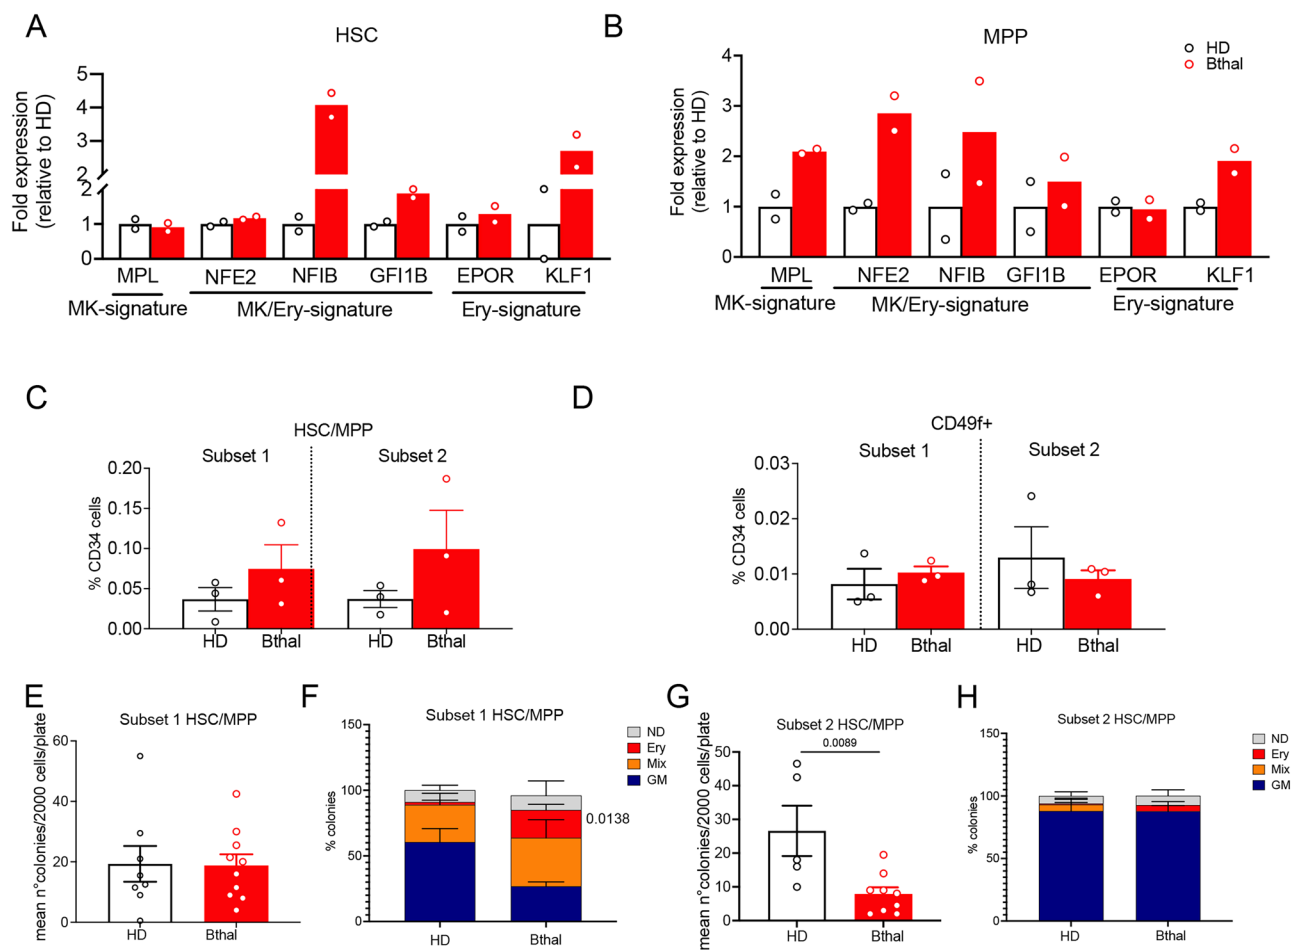 A
HSC
Fold expression
(relative to HD)
5
4
3
2
2
1
0
MPL NFE2 NFIB GFI1B EPOR KLF1
MK-signature MK/Ery-signature Ery-signature
B
MPP
HD
Bthal
Fold expression
(relative to HD)
4
3
2
1
0
MPL NFE2 NFIB GFI1B EPOR KLF1
MK-signature MK/Ery-signature Ery-signature
C
HSC/MPP
Subset 1 Subset 2
% CD34 cells
0.20
0.15
0.10
0.05
0.00
HD Bthal HD Bthal
D
CD49f+
Subset 1 Subset 2
% CD34 cells
0.03
0.02
0.01
0.00
HD Bthal HD Bthal
E
Subset 1 HSC/MPP
mean n°colonies/2000 cells/plate
60
40
20
0
HD Bthal
F
Subset 1 HSC/MPP
% colonies
150
100
50
0
HD Bthal
0.0138
ND
Ery
Mix
GM
G
Subset 2 HSC/MPP
0.0089
mean n°colonies/2000 cells/plate
50
40
30
20
10
0
HD Bthal
H
Subset 2 HSC/MPP
% colonies
150
100
50
0
HD Bthal
ND
Ery
Mix
GM